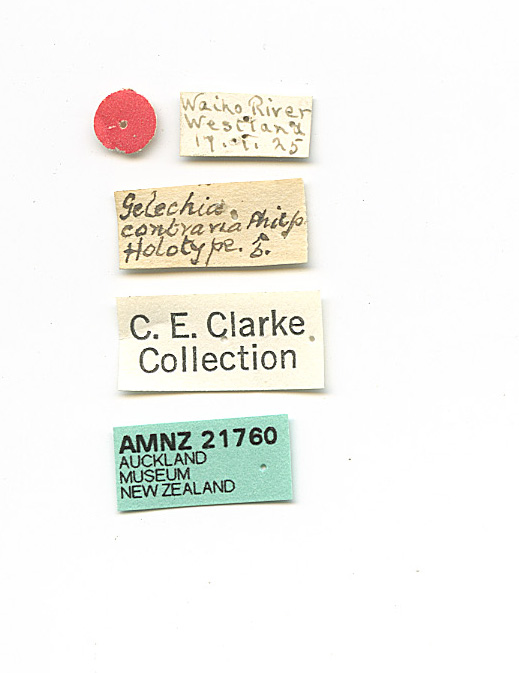 Waiho River
Westland
17. I. 25
Gelechia
contraria Philp
Holotype. ♂.
C. E. Clarke
Collection
AMNZ 21760
AUCKLAND
MUSEUM
NEW ZEALAND